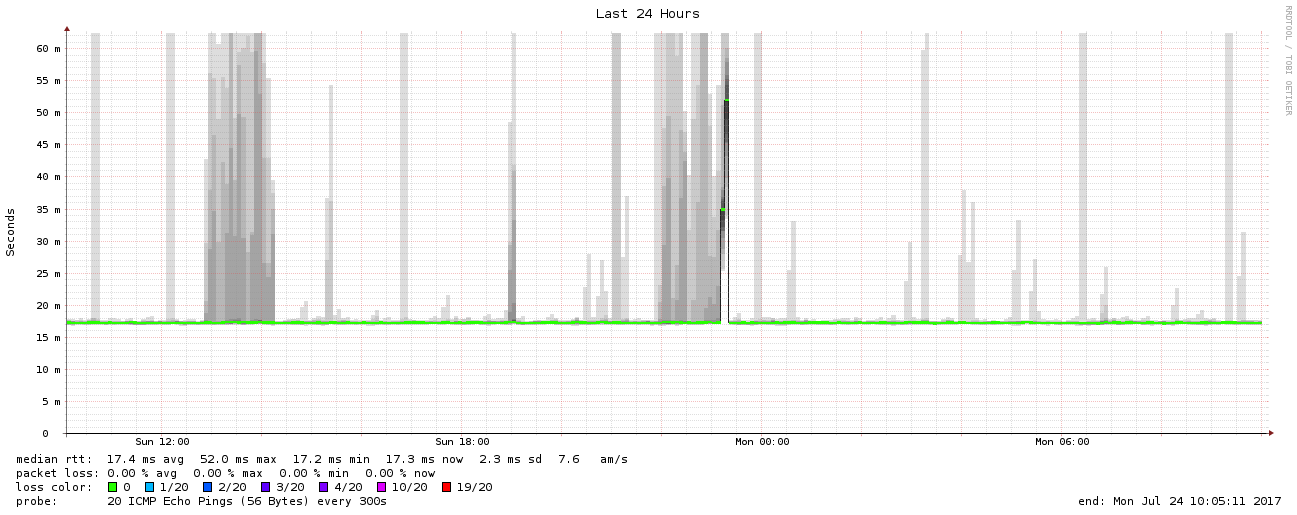 Last 24 Hours
RRDTOOL / TOBI OETIKER
Seconds
60 m
55 m
50 m
45 m
40 m
35 m
30 m
25 m
20 m
15 m
10 m
5 m
0
Sun 12:00 Sun 18:00 Mon 00:00 Mon 06:00
median rtt: 17.4 ms avg 52.0 ms max 17.2 ms min 17.3 ms now 2.3 ms sd 7.6 am/s
packet loss: 0.00 % avg 0.00 % max 0.00 % min 0.00 % now
loss color: 0 1/20 2/20 3/20 4/20 10/20 19/20
probe: 20 ICMP Echo Pings (56 Bytes) every 300s end: Mon Jul 24 10:05:11 2017